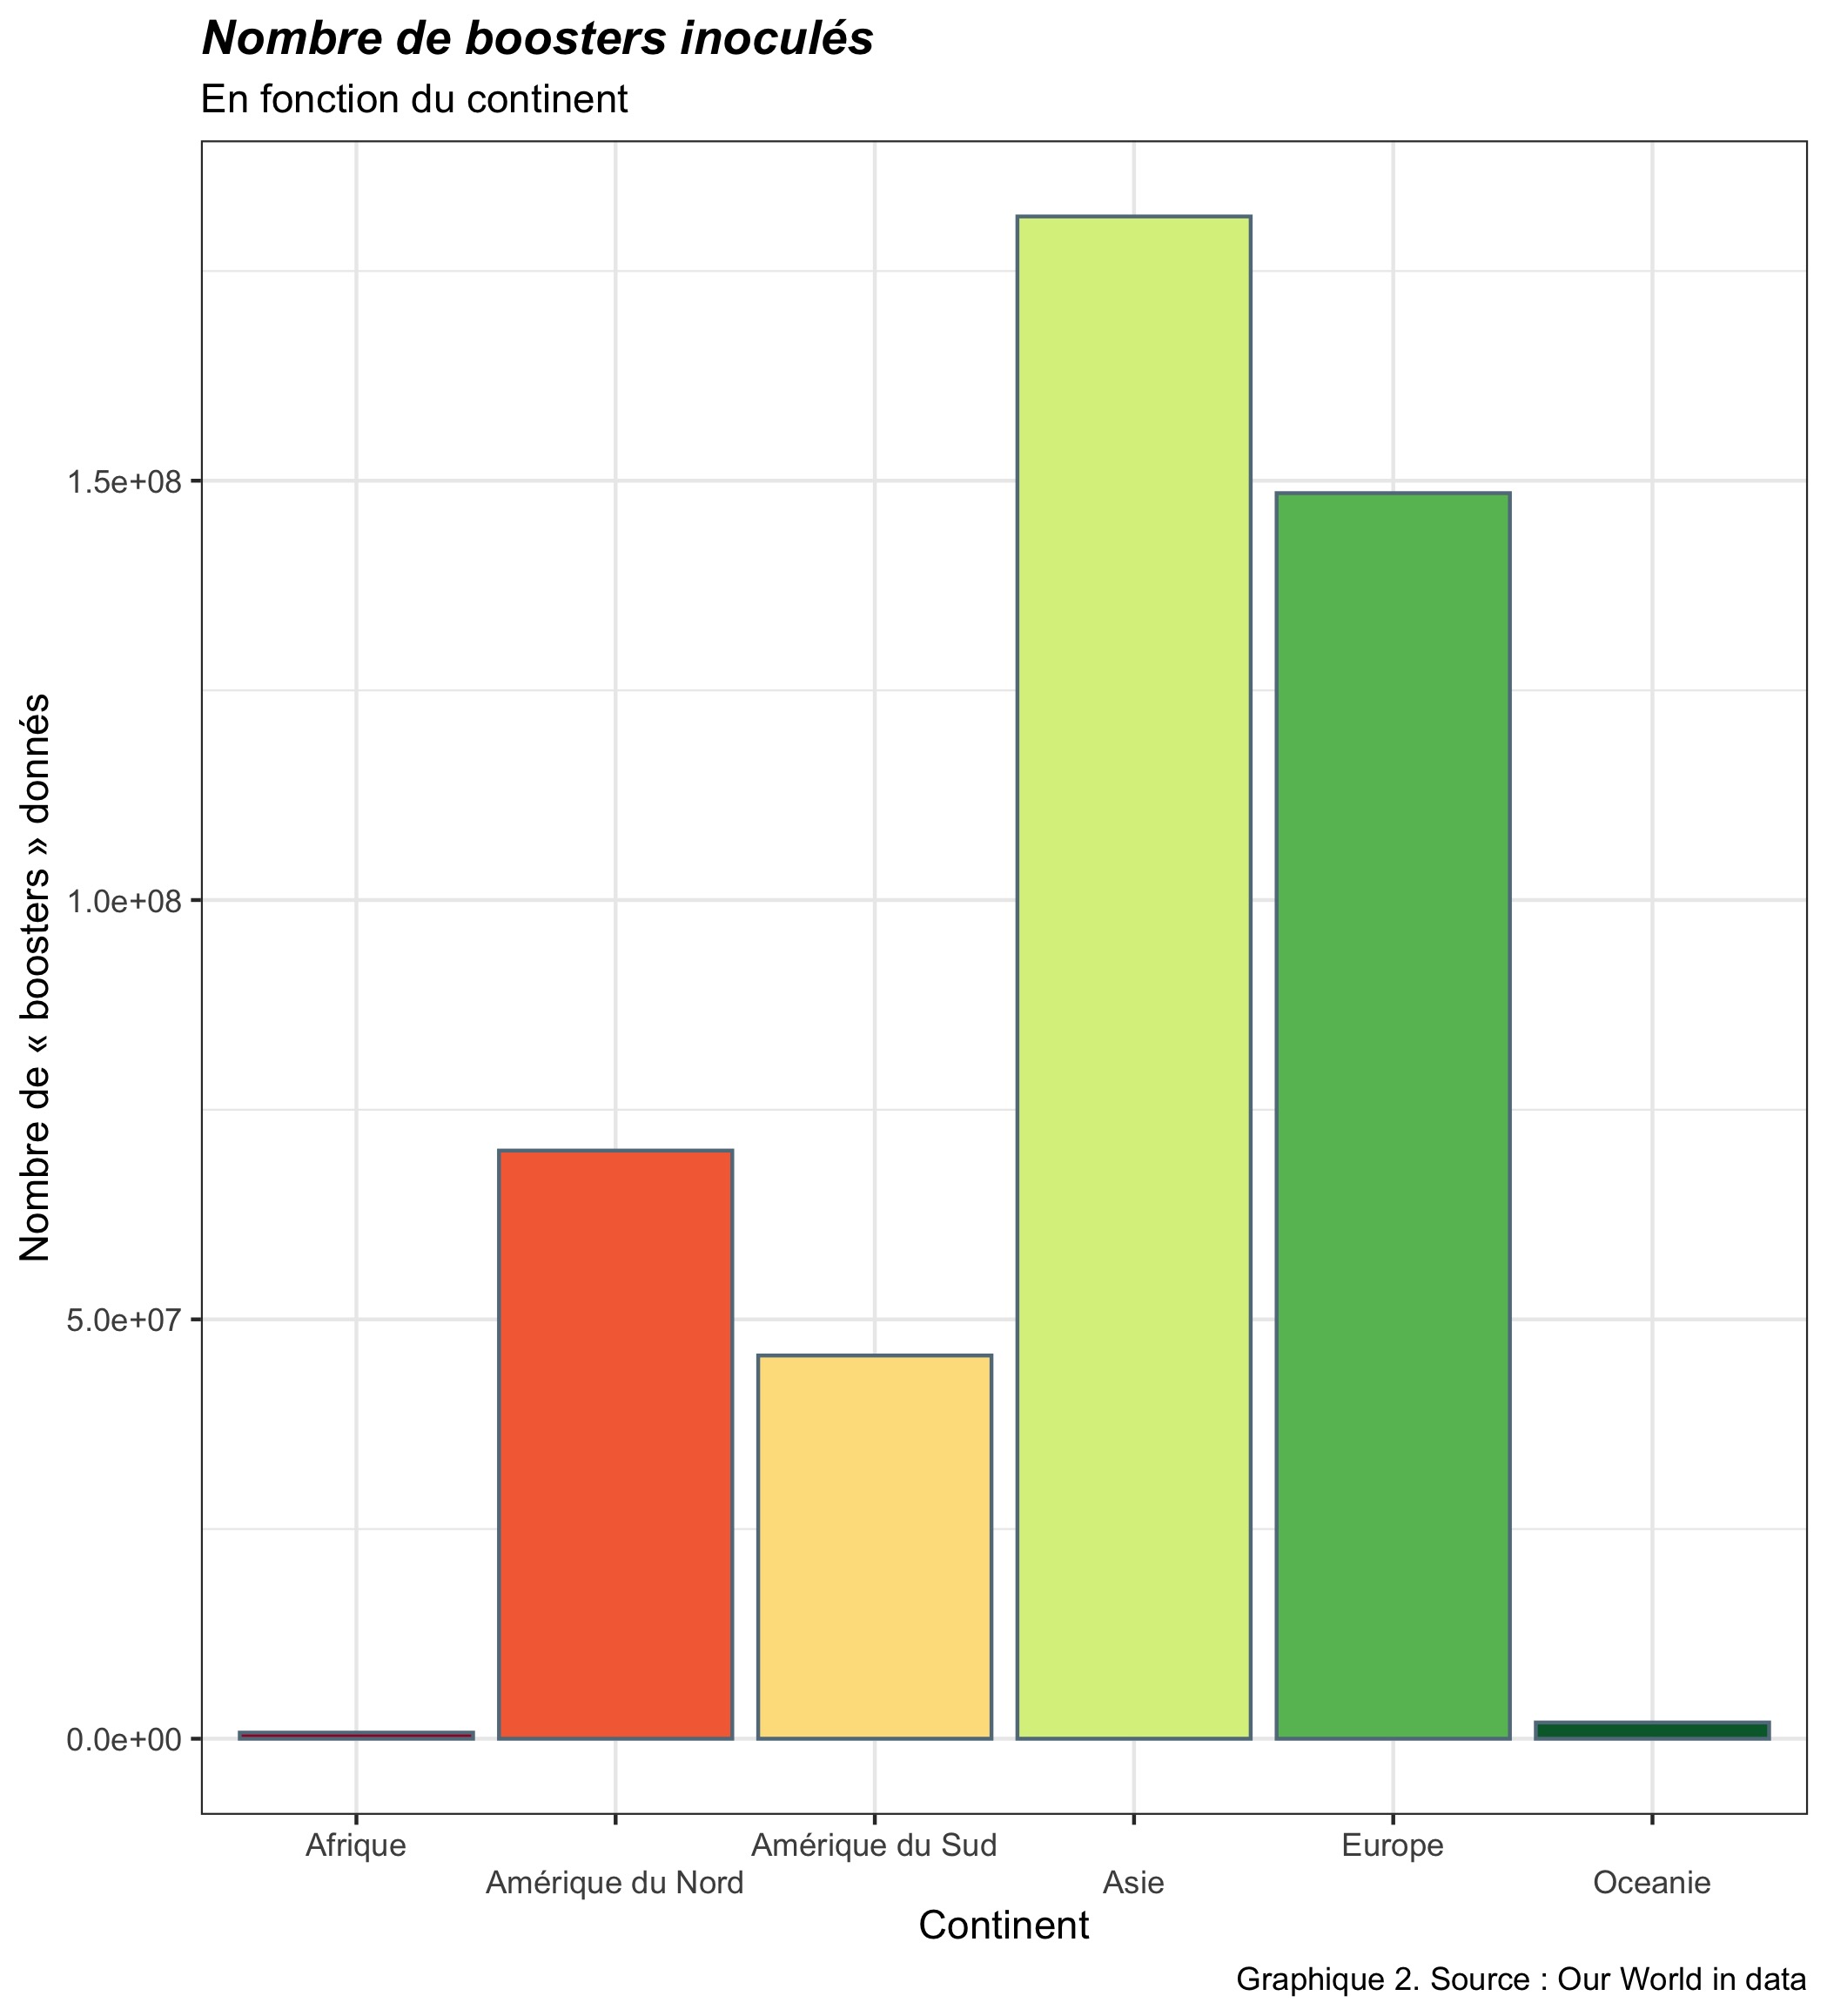 Nombre de boosters inoculés
En fonction du continent
Nombre de « boosters » donnés
1.5e+08
1.0e+08
5.0e+07
0.0e+00
Afrique
Amérique du Nord
Amérique du Sud
Asie
Europe
Oceanie
Continent
Graphique 2. Source : Our World in data